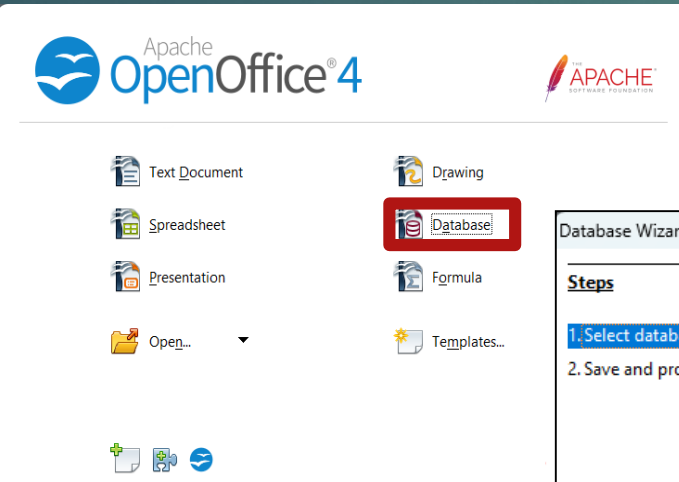 Apache
OpenOffice® 4
THE
APACHE
SOFTWARE FOUNDATION
Text Document
Drawing
Spreadsheet
Database
Presentation
Formula
Open...
Templates...
Database Wizar
Steps
1. Select datab
2. Save and pro